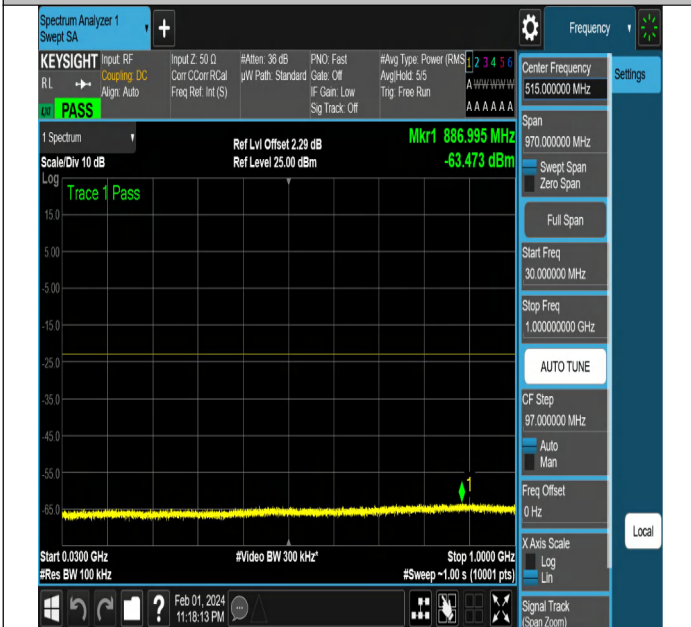 Spectrum Analyzer 1
Swept SA
Frequency
KEYSIGHT
RL
LXI
PASS
Input: RF
Coupling: DC
Align: Auto
Input Z: 50 Ω
Corr CCorr RCal
Freq Ref: Int (S)
#Atten: 36 dB
µW Path: Standard
PNO: Fast
Gate: Off
IF Gain: Low
Sig Track: Off
#Avg Type: Power (RMS
Avg|Hold: 5/5
Trig: Free Run
1 2 3 4 5 6
A W W W W W
A A A A A A
1 Spectrum
Scale/Div 10 dB
Ref Lvl Offset 2.29 dB
Ref Level 25.00 dBm
Mkr1 886.995 MHz
-63.473 dBm
Log
Trace 1 Pass
15.0
5.00
-5.00
-15.0
-25.0
-35.0
-45.0
-55.0
-65.0
1
Start 0.0300 GHz
#Res BW 100 kHz
#Video BW 300 kHz*
Stop 1.0000 GHz
#Sweep ~1.00 s (10001 pts)
Center Frequency
515.000000 MHz
Settings
Span
970.000000 MHz
Swept Span
Zero Span
Full Span
Start Freq
30.000000 MHz
Stop Freq
1.000000000 GHz
AUTO TUNE
CF Step
97.000000 MHz
Auto
Man
Freq Offset
0 Hz
X Axis Scale
Log
Lin
Signal Track
(Span Zoom)
Local
?
Feb 01, 2024
11:18:13 PM